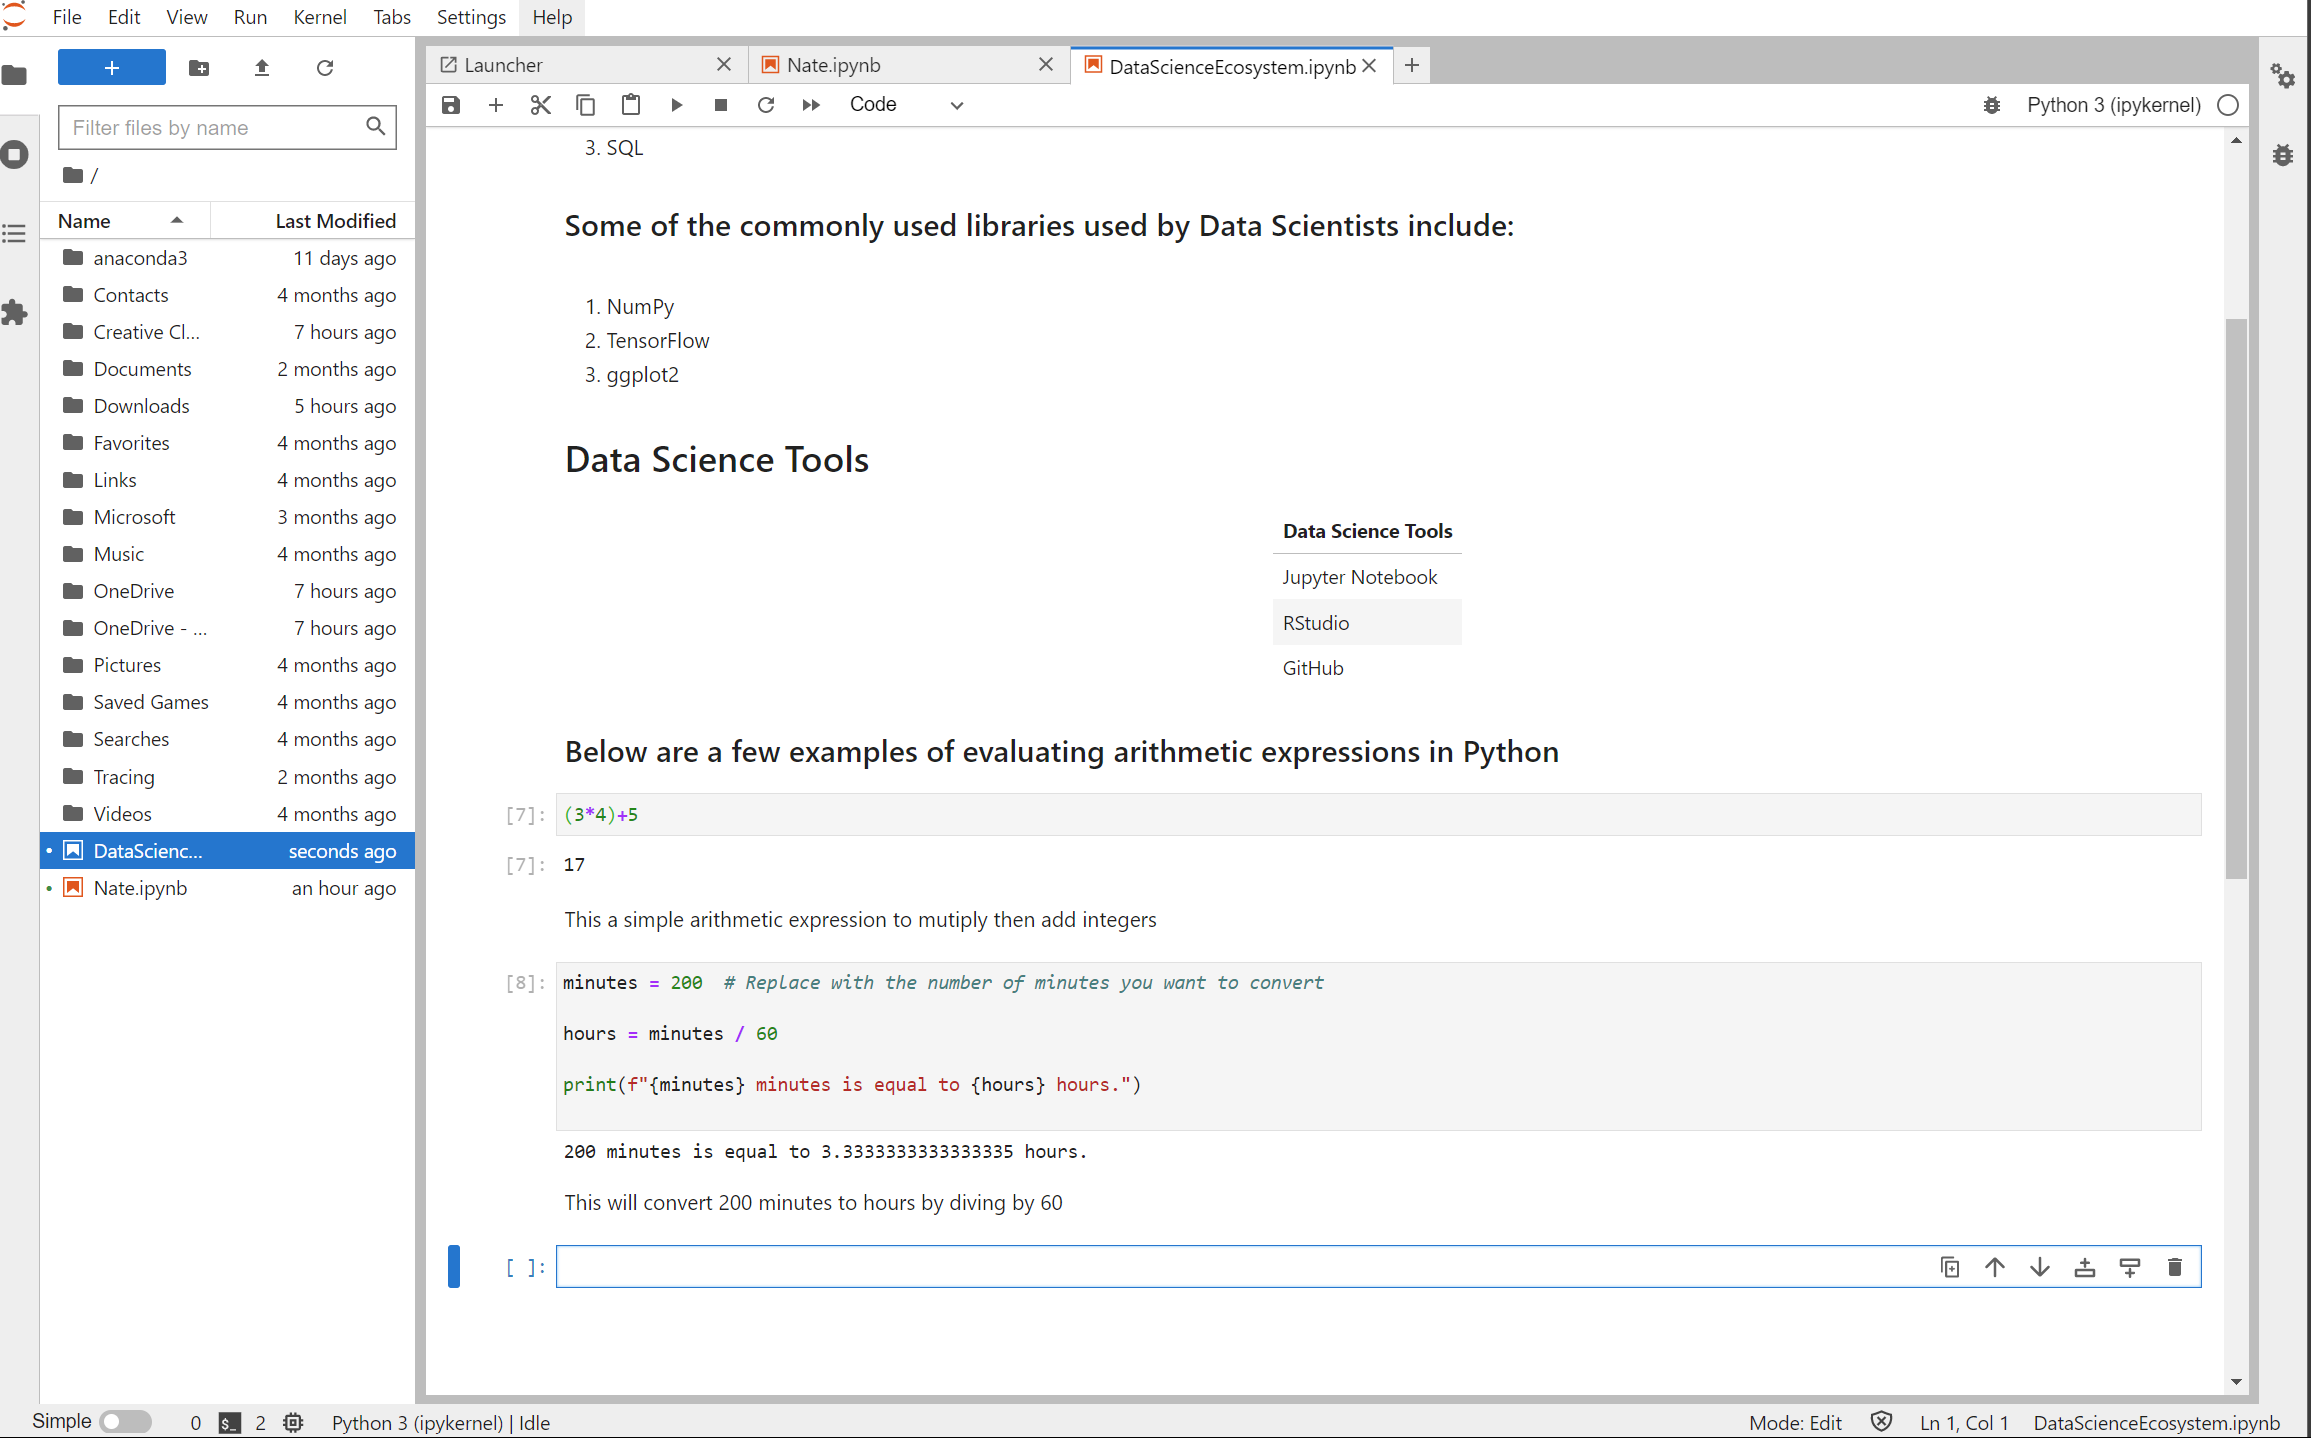 File Edit View Run Kernel Tabs Settings Help
Filter files by name
/
Name Last Modified
anaconda3 11 days ago
Contacts 4 months ago
Creative Cl... 7 hours ago
Documents 2 months ago
Downloads 5 hours ago
Favorites 4 months ago
Links 4 months ago
Microsoft 3 months ago
Music 4 months ago
OneDrive 7 hours ago
OneDrive - ... 7 hours ago
Pictures 4 months ago
Saved Games 4 months ago
Searches 4 months ago
Tracing 2 months ago
Videos 4 months ago
DataScienc... seconds ago
Nate.ipynb an hour ago
Launcher Nate.ipynb DataScienceEcosystem.ipynb
Code Python 3 (ipykernel)
3. SQL
Some of the commonly used libraries used by Data Scientists include:
1. NumPy
2. TensorFlow
3. ggplot2
Data Science Tools
Data Science Tools
Jupyter Notebook
RStudio
GitHub
Below are a few examples of evaluating arithmetic expressions in Python
[7]: (3*4)+5
[7]: 17
This a simple arithmetic expression to mutiply then add integers
[8]: minutes = 200  # Replace with the number of minutes you want to convert
hours = minutes / 60
print(f"{minutes} minutes is equal to {hours} hours.")
200 minutes is equal to 3.3333333333333335 hours.
This will convert 200 minutes to hours by diving by 60
[ ]:
Simple 0 $_ 2 Python 3 (ipykernel) | Idle Mode: Edit Ln 1, Col 1 DataScienceEcosystem.ipynb